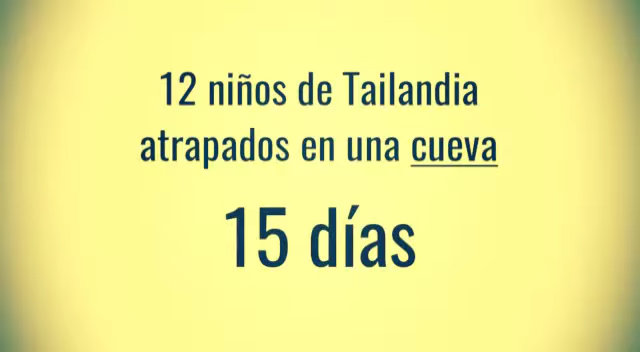 12 niños de Tailandia
atrapados en una cueva
15 días